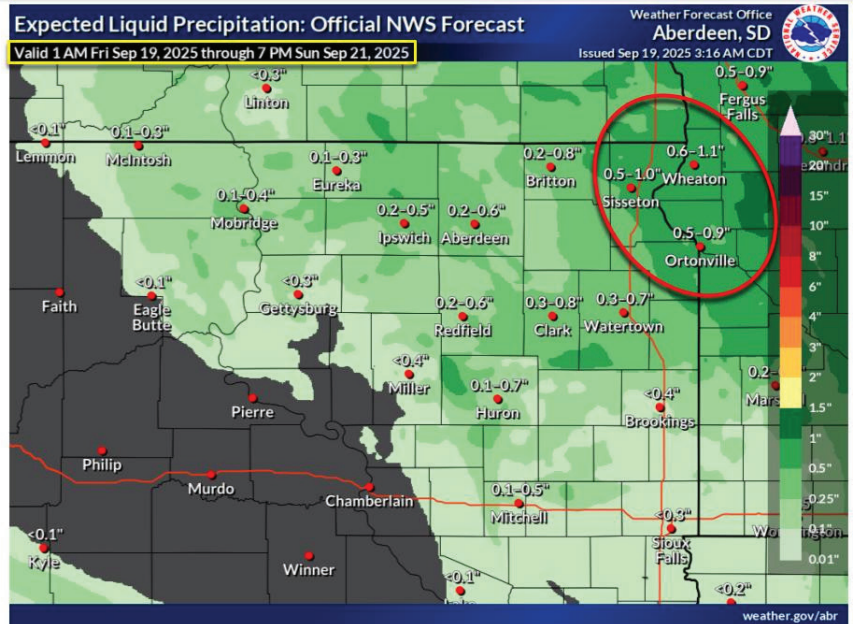 Expected Liquid Precipitation: Official NWS Forecast
Valid 1 AM Fri Sep 19, 2025 through 7 PM Sun Sep 21, 2025
Weather Forecast Office
Aberdeen, SD
Issued Sep 19, 2025 3:16 AM CDT
NATIONAL WEATHER SERVICE
<0.3"
Linton
0.5–0.9"
Fergus
Falls
<0.1"
Lemmon
0.1–0.3"
McIntosh
0.1–0.3"
Eureka
0.2–0.8"
Britton
0.6–1.1"
Wheaton
0.5–1.0"
Sisseton
0.1–0.4"
Mobridge
0.2–0.5"
Ipswich
0.2–0.6"
Aberdeen
0.5–0.9"
Ortonville
Faith
<0.1"
Eagle
Butte
<0.3"
Gettysburg
0.2–0.6"
Redfield
0.3–0.8"
Clark
0.3–0.7"
Watertown
<0.4"
Miller
0.1–0.7"
Huron
<0.4"
Brookings
Pierre
Philip
Murdo
Chamberlain
0.1–0.5"
Mitchell
<0.3"
Sioux
Falls
<0.1"
Kyle
Winner
<0.1"
<0.2"
30"
20"
15"
10"
8"
6"
4"
3"
2"
1.5"
1"
0.5"
0.25"
0.1"
0.01"
weather.gov/abr